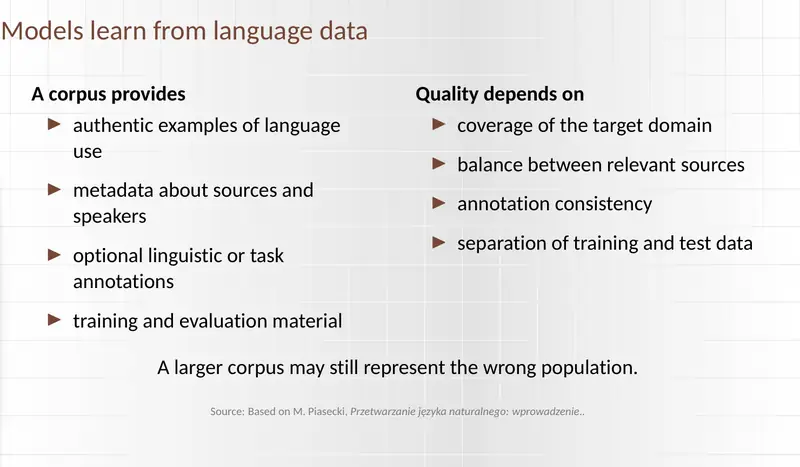 Models learn from language data
A corpus provides
authentic examples of language
use
metadata about sources and
speakers
optional linguistic or task
annotations
training and evaluation material
Quality depends on
coverage of the target domain
balance between relevant sources
annotation consistency
separation of training and test data
A larger corpus may still represent the wrong population.
Source: Based on M. Piasecki, Przetwarzanie języka naturalnego: wprowadzenie..